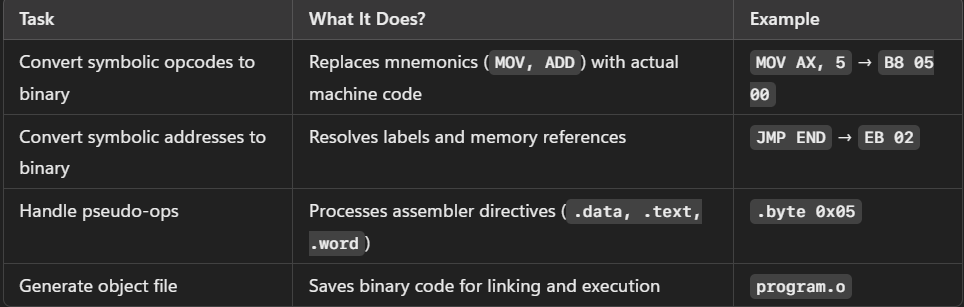 Task What It Does? Example
Convert symbolic opcodes to Replaces mnemonics ( MOV, ADD ) with actual MOV AX, 5 → B8 05
binary machine code 00
Convert symbolic addresses to Resolves labels and memory references JMP END → EB 02
binary
Handle pseudo-ops Processes assembler directives ( .data, .text, .byte 0x05
.word )
Generate object file Saves binary code for linking and execution program.o